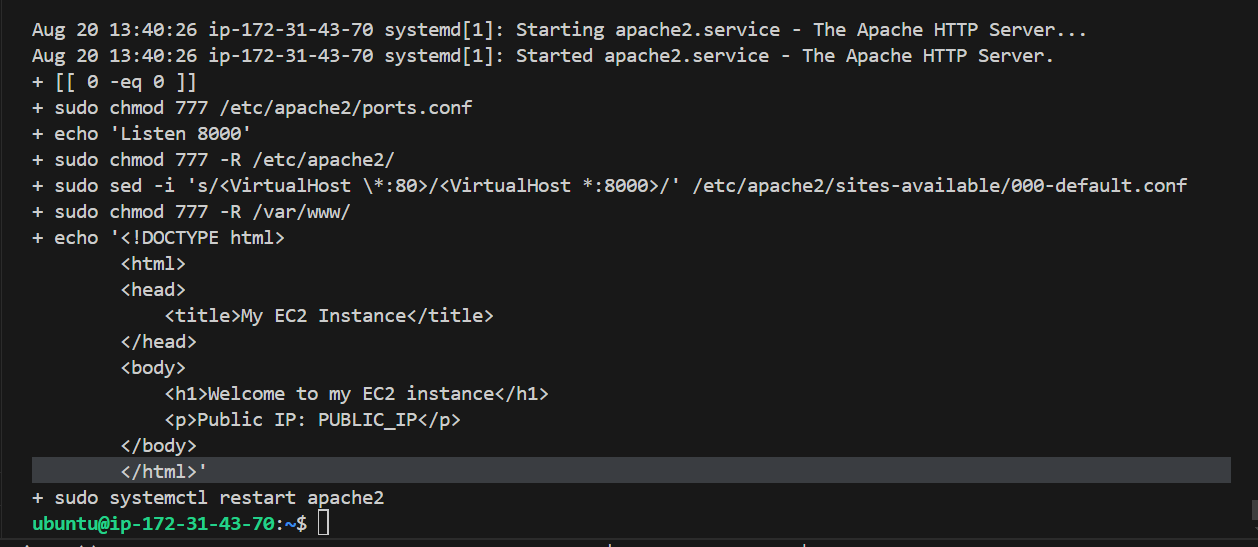 Aug 20 13:40:26 ip-172-31-43-70 systemd[1]: Starting apache2.service - The Apache HTTP Server...
Aug 20 13:40:26 ip-172-31-43-70 systemd[1]: Started apache2.service - The Apache HTTP Server.
+ [[ 0 -eq 0 ]]
+ sudo chmod 777 /etc/apache2/ports.conf
+ echo 'Listen 8000'
+ sudo chmod 777 -R /etc/apache2/
+ sudo sed -i 's/<VirtualHost \*:80>/<VirtualHost *:8000>/' /etc/apache2/sites-available/000-default.conf
+ sudo chmod 777 -R /var/www/
+ echo '<!DOCTYPE html>
        <html>
        <head>
            <title>My EC2 Instance</title>
        </head>
        <body>
            <h1>Welcome to my EC2 instance</h1>
            <p>Public IP: PUBLIC_IP</p>
        </body>
        </html>'
+ sudo systemctl restart apache2
ubuntu@ip-172-31-43-70:~$